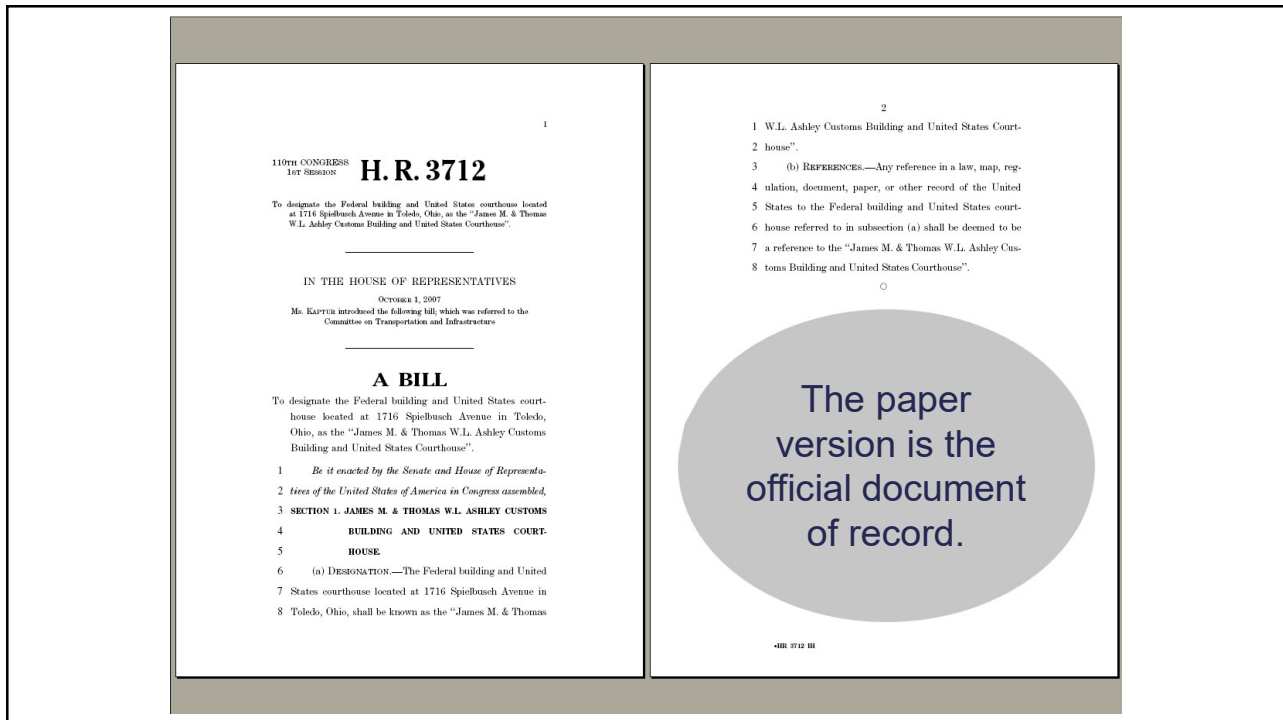 I
110TH CONGRESS
1ST SESSION
H. R. 3712
To designate the Federal building and United States courthouse located
at 1716 Spielbusch Avenue in Toledo, Ohio, as the “James M. & Thomas
W.L. Ashley Customs Building and United States Courthouse”.
IN THE HOUSE OF REPRESENTATIVES
OCTOBER 1, 2007
Ms. KAPTUR introduced the following bill; which was referred to the
Committee on Transportation and Infrastructure
A BILL
To designate the Federal building and United States court-
house located at 1716 Spielbusch Avenue in Toledo,
Ohio, as the “James M. & Thomas W.L. Ashley Customs
Building and United States Courthouse”.
1 Be it enacted by the Senate and House of Representa-
2 tives of the United States of America in Congress assembled,
3 SECTION 1. JAMES M. & THOMAS W.L. ASHLEY CUSTOMS
4 BUILDING AND UNITED STATES COURT-
5 HOUSE.
6 (a) DESIGNATION.—The Federal building and United
7 States courthouse located at 1716 Spielbusch Avenue in
8 Toledo, Ohio, shall be known as the “James M. & Thomas
2
1 W.L. Ashley Customs Building and United States Court-
2 house”.
3 (b) REFERENCES.—Any reference in a law, map, reg-
4 ulation, document, paper, or other record of the United
5 States to the Federal building and United States court-
6 house referred to in subsection (a) shall be deemed to be
7 a reference to the “James M. & Thomas W.L. Ashley Cus-
8 toms Building and United States Courthouse”.
The paper
version is the
official document
of record.
•HR 3712 IH